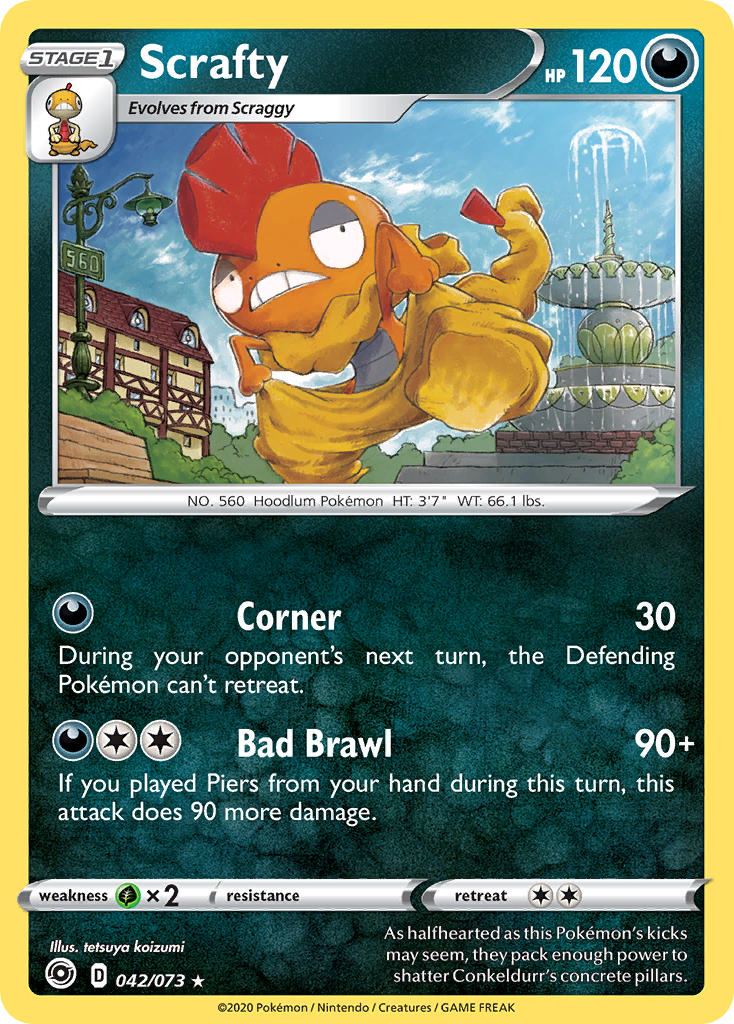 STAGE 1
Scrafty
HP 120
Evolves from Scraggy
560
NO. 560 Hoodlum Pokémon HT: 3'7" WT: 66.1 lbs.
Corner 30
During your opponent's next turn, the Defending
Pokémon can't retreat.
Bad Brawl 90+
If you played Piers from your hand during this turn, this
attack does 90 more damage.
weakness ×2 resistance retreat
Illus. tetsuya koizumi
As halfhearted as this Pokémon's kicks
may seem, they pack enough power to
shatter Conkeldurr's concrete pillars.
D 042/073 ★
©2020 Pokémon / Nintendo / Creatures / GAME FREAK